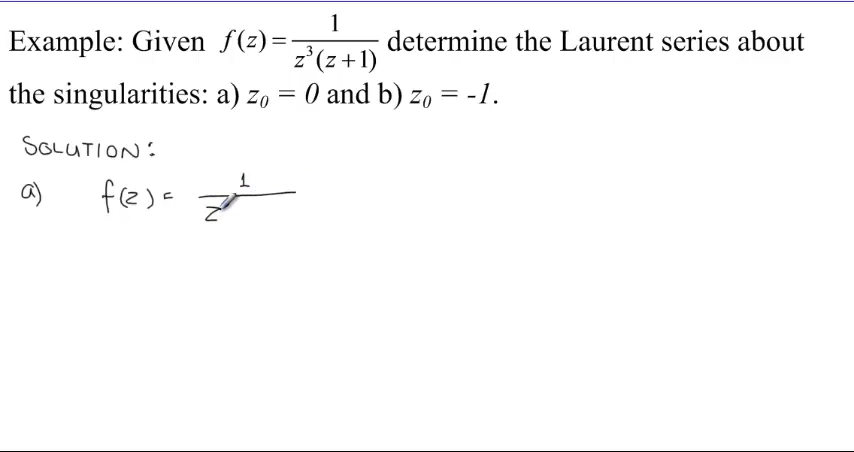 Example: Given f(z) = 1 / z³(z+1) determine the Laurent series about
the singularities: a) z₀ = 0 and b) z₀ = -1.
SOLUTION:
a) f(z) = 1 / z